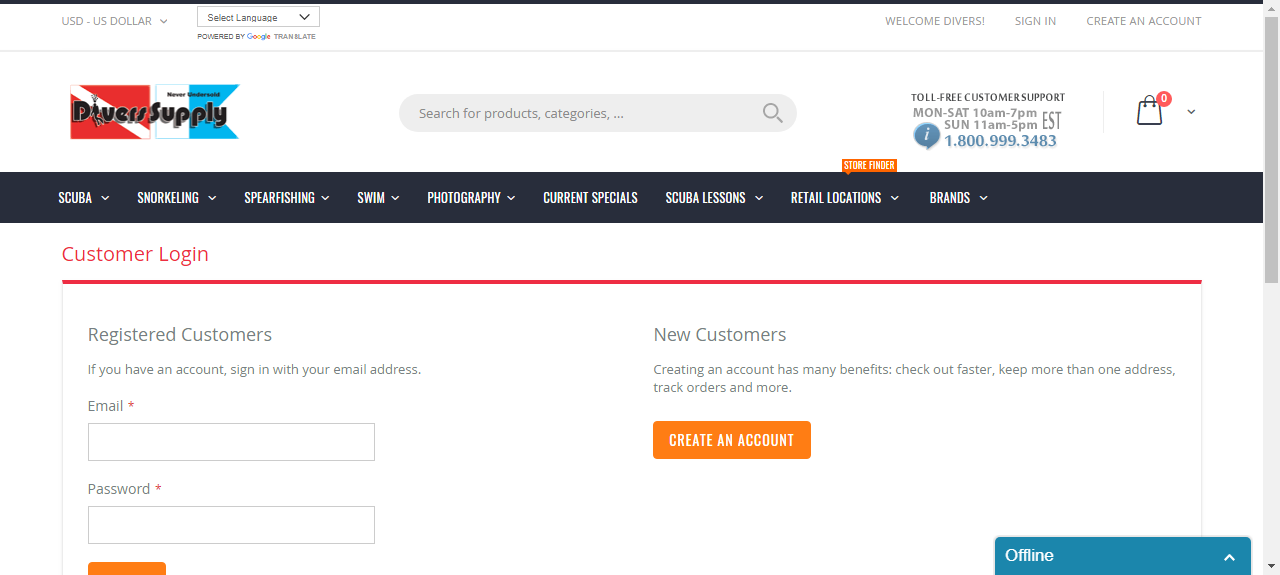 USD - US DOLLAR
Select Language
POWERED BY Google TRANSLATE
WELCOME DIVERS!
SIGN IN
CREATE AN ACCOUNT
Never Undersold
Divers Supply
Search for products, categories, ...
TOLL-FREE CUSTOMER SUPPORT
MON-SAT 10am-7pm
SUN 11am-5pm EST
i 1.800.999.3483
0
STORE FINDER
SCUBA
SNORKELING
SPEARFISHING
SWIM
PHOTOGRAPHY
CURRENT SPECIALS
SCUBA LESSONS
RETAIL LOCATIONS
BRANDS
Customer Login
Registered Customers
If you have an account, sign in with your email address.
Email *
Password *
New Customers
Creating an account has many benefits: check out faster, keep more than one address,
track orders and more.
CREATE AN ACCOUNT
Offline